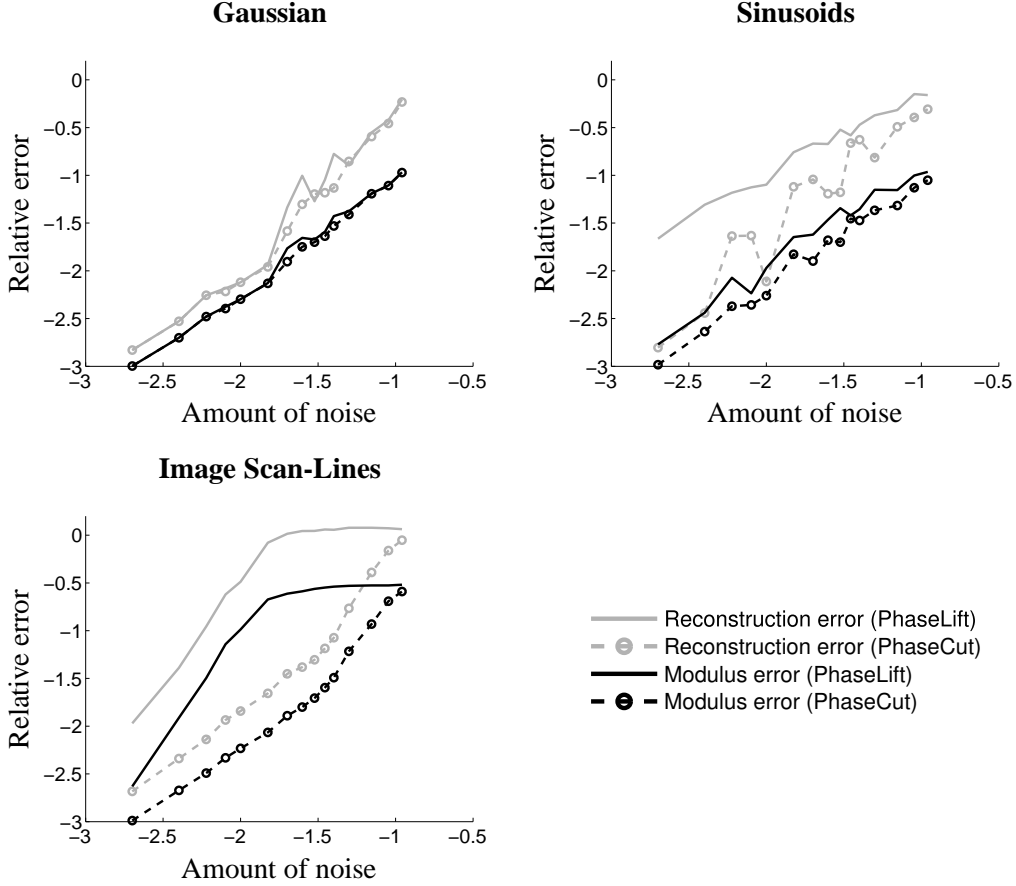 Gaussian
0
−0.5
−1
−1.5
−2
−2.5
−3
−3 −2.5 −2 −1.5 −1 −0.5
Relative error
Amount of noise
Sinusoids
0
−0.5
−1
−1.5
−2
−2.5
−3
−3 −2.5 −2 −1.5 −1 −0.5
Relative error
Amount of noise
Image Scan-Lines
0
−0.5
−1
−1.5
−2
−2.5
−3
−3 −2.5 −2 −1.5 −1 −0.5
Relative error
Amount of noise
Reconstruction error (PhaseLift)
Reconstruction error (PhaseCut)
Modulus error (PhaseLift)
Modulus error (PhaseCut)